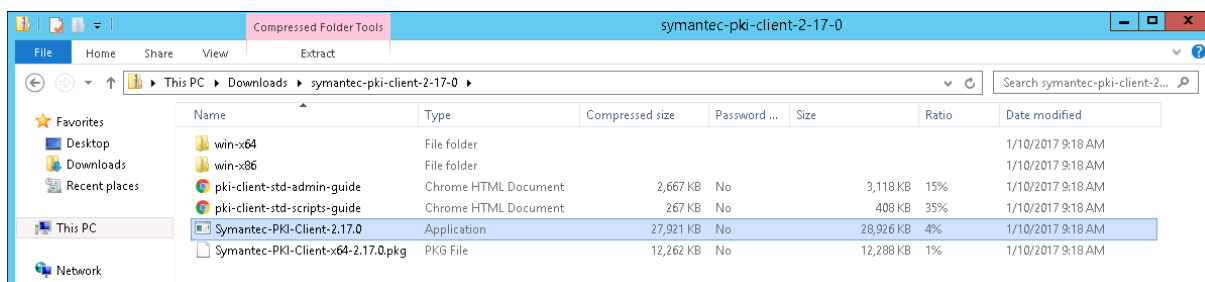 Compressed Folder Tools symantec-pki-client-2-17-0
File Home Share View Extract
This PC Downloads symantec-pki-client-2-17-0 Search symantec-pki-client-2...
Name Type Compressed size Password ... Size Ratio Date modified
Favorites
Desktop
Downloads
Recent places
This PC
Network
win-x64 File folder 1/10/2017 9:18 AM
win-x86 File folder 1/10/2017 9:18 AM
pki-client-std-admin-guide Chrome HTML Document 2,667 KB No 3,118 KB 15% 1/10/2017 9:18 AM
pki-client-std-scripts-guide Chrome HTML Document 267 KB No 408 KB 35% 1/10/2017 9:18 AM
Symantec-PKI-Client-2.17.0 Application 27,921 KB No 28,926 KB 4% 1/10/2017 9:18 AM
Symantec-PKI-Client-x64-2.17.0.pkg PKG File 12,262 KB No 12,288 KB 1% 1/10/2017 9:18 AM